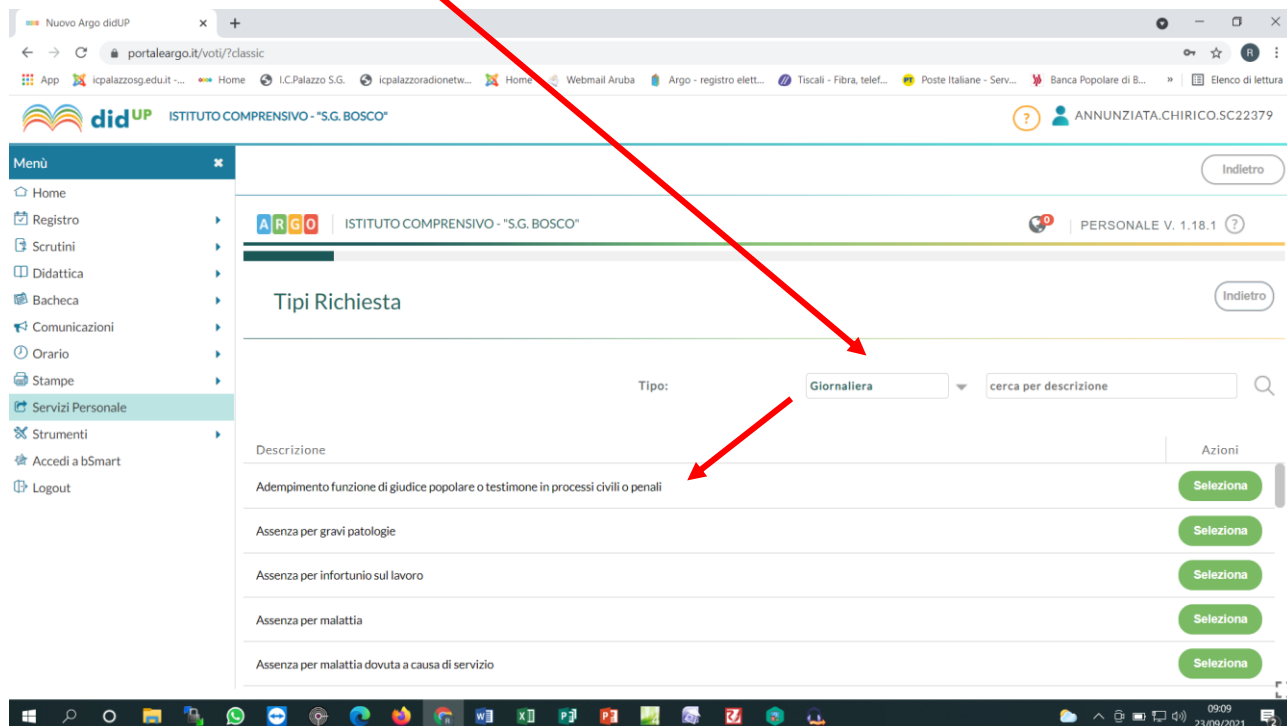 Nuovo Argo didUP
portaleargo.it/voti/?classic
R
App icpalazzosg.edu.it -... Home I.C.Palazzo S.G. icpalazzoradionetw... Home Webmail Aruba Argo - registro elett... Tiscali - Fibra, telef... Poste Italiane - Serv... Banca Popolare di B... » Elenco di lettura
didUP ISTITUTO COMPRENSIVO - "S.G. BOSCO" ? ANNUNZIATA.CHIRICO.SC22379
Menù
Indietro
Home
Registro
ARGO ISTITUTO COMPRENSIVO - "S.G. BOSCO" 0 PERSONALE V. 1.18.1 ?
Scrutini
Didattica
Bacheca
Tipi Richiesta Indietro
Comunicazioni
Orario
Stampe
Tipo: Giornaliera cerca per descrizione
Servizi Personale
Strumenti
Accedi a bSmart
Logout
Descrizione Azioni
Adempimento funzione di giudice popolare o testimone in processi civili o penali Seleziona
Assenza per gravi patologie Seleziona
Assenza per infortunio sul lavoro Seleziona
Assenza per malattia Seleziona
Assenza per malattia dovuta a causa di servizio Seleziona
09:09
23/09/2021